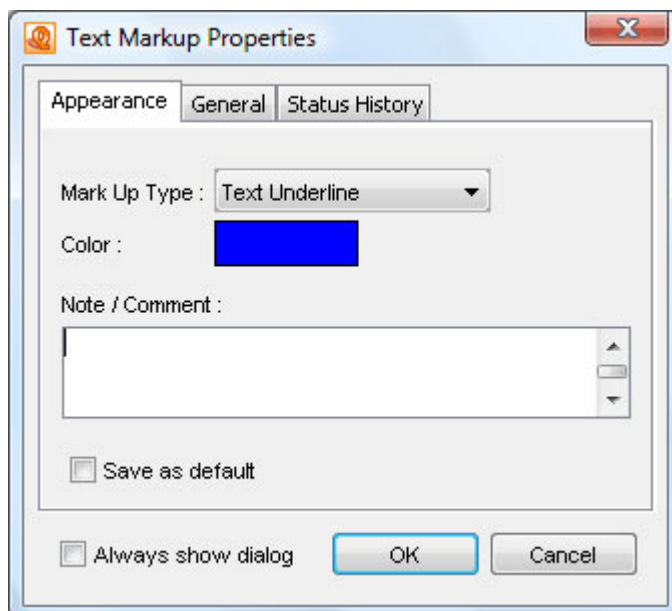 Text Markup Properties
Appearance General Status History
Mark Up Type : Text Underline
Color :
Note / Comment :
Save as default
Always show dialog OK Cancel